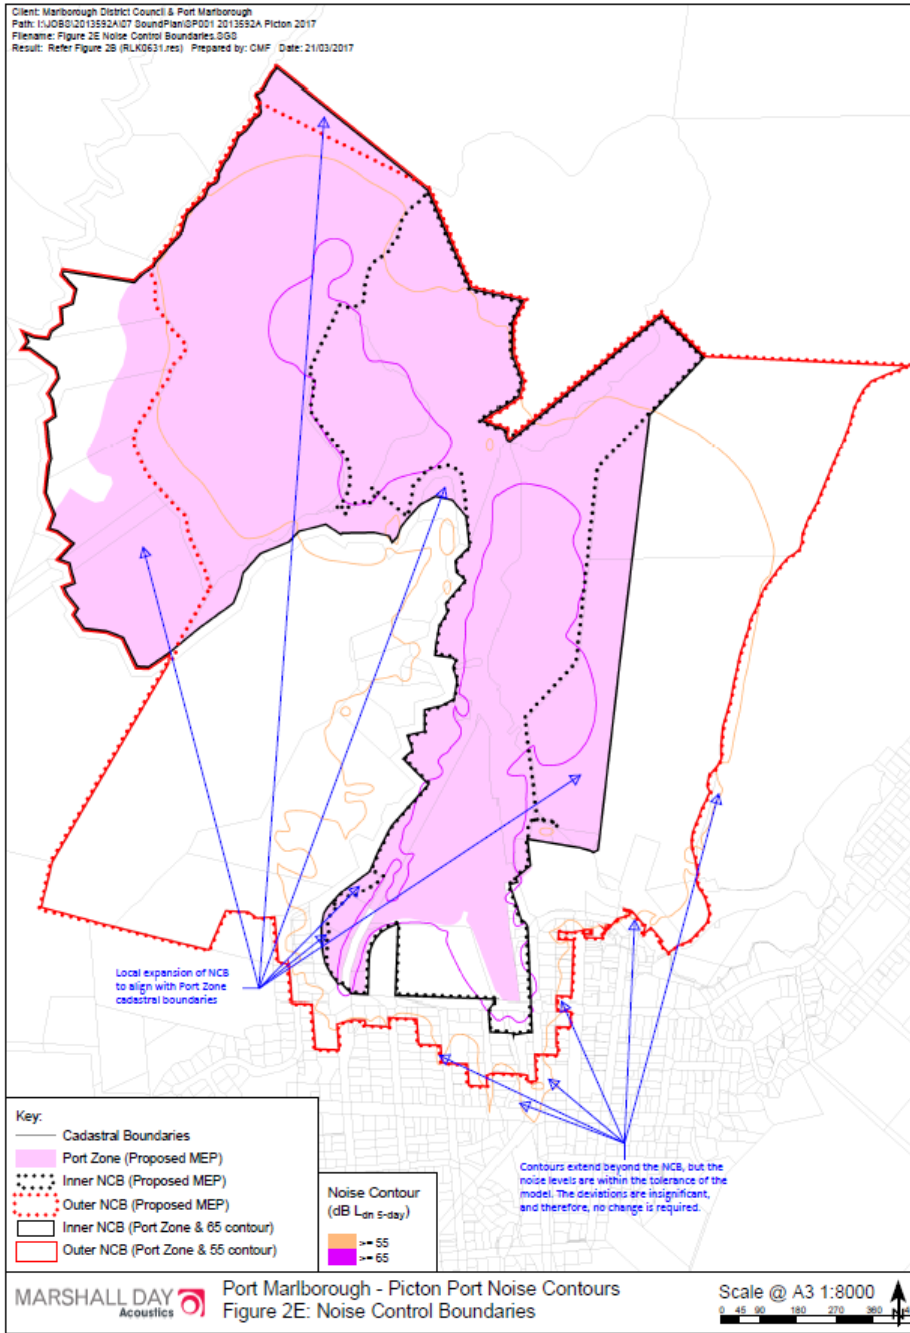 Client: Marlborough District Council & Port Marlborough
Path: I:\JOBS\2013592A\07 SoundPlan\SP001 2013592A Picton 2017
Filename: Figure 2E Noise Control Boundaries.SGS
Result: Refer Figure 2B (RLK0631.res) Prepared by: CMF Date: 21/03/2017
Local expansion of NCB
to align with Port Zone
cadastral boundaries
Contours extend beyond the NCB, but the
noise levels are within the tolerance of the
model. The deviations are insignificant,
and therefore, no change is required.
Key:
Cadastral Boundaries
Port Zone (Proposed MEP)
Inner NCB (Proposed MEP)
Outer NCB (Proposed MEP)
Inner NCB (Port Zone & 65 contour)
Outer NCB (Port Zone & 55 contour)
Noise Contour
(dB Ldn 5-day)
>= 55
>= 65
MARSHALL DAY
Acoustics
Port Marlborough - Picton Port Noise Contours
Figure 2E: Noise Control Boundaries
Scale @ A3 1:8000
0 45 90 180 270 360
N